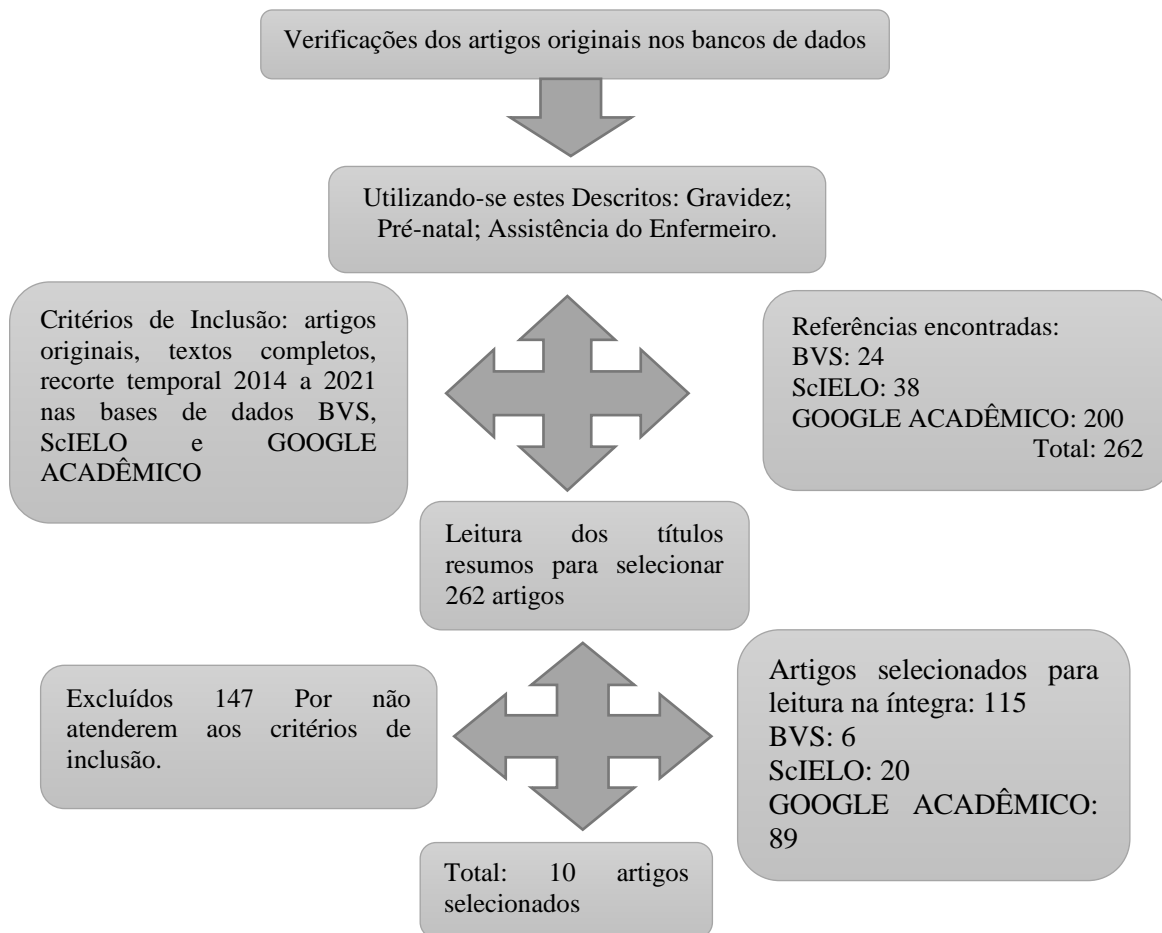 Verificações dos artigos originais nos bancos de dados
Utilizando-se estes Descritos: Gravidez;
Pré-natal; Assistência do Enfermeiro.
Critérios de Inclusão: artigos
originais, textos completos,
recorte temporal 2014 a 2021
nas bases de dados BVS,
ScIELO e GOOGLE
ACADÊMICO
Referências encontradas:
BVS: 24
ScIELO: 38
GOOGLE ACADÊMICO: 200
Total: 262
Leitura dos títulos
resumos para selecionar
262 artigos
Excluídos 147 Por não
atenderem aos critérios de
inclusão.
Artigos selecionados para
leitura na íntegra: 115
BVS: 6
ScIELO: 20
GOOGLE ACADÊMICO:
89
Total: 10 artigos
selecionados